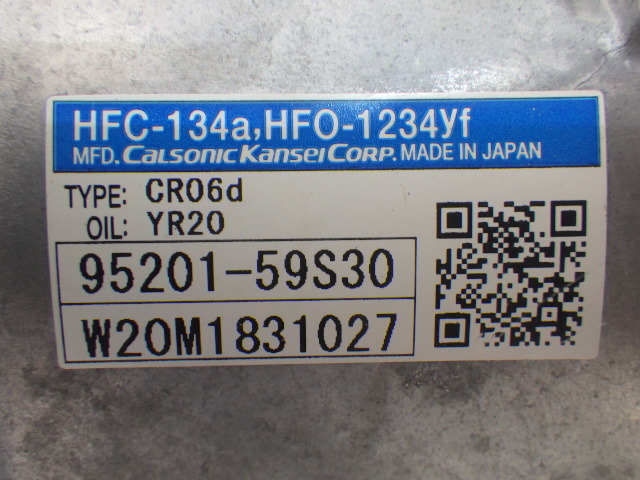 HFC-134a,HFO-1234yf
MFD. CALSONIC KANSEI CORP. MADE IN JAPAN
TYPE: CR06d
OIL: YR20
95201-59S30
W20M1831027